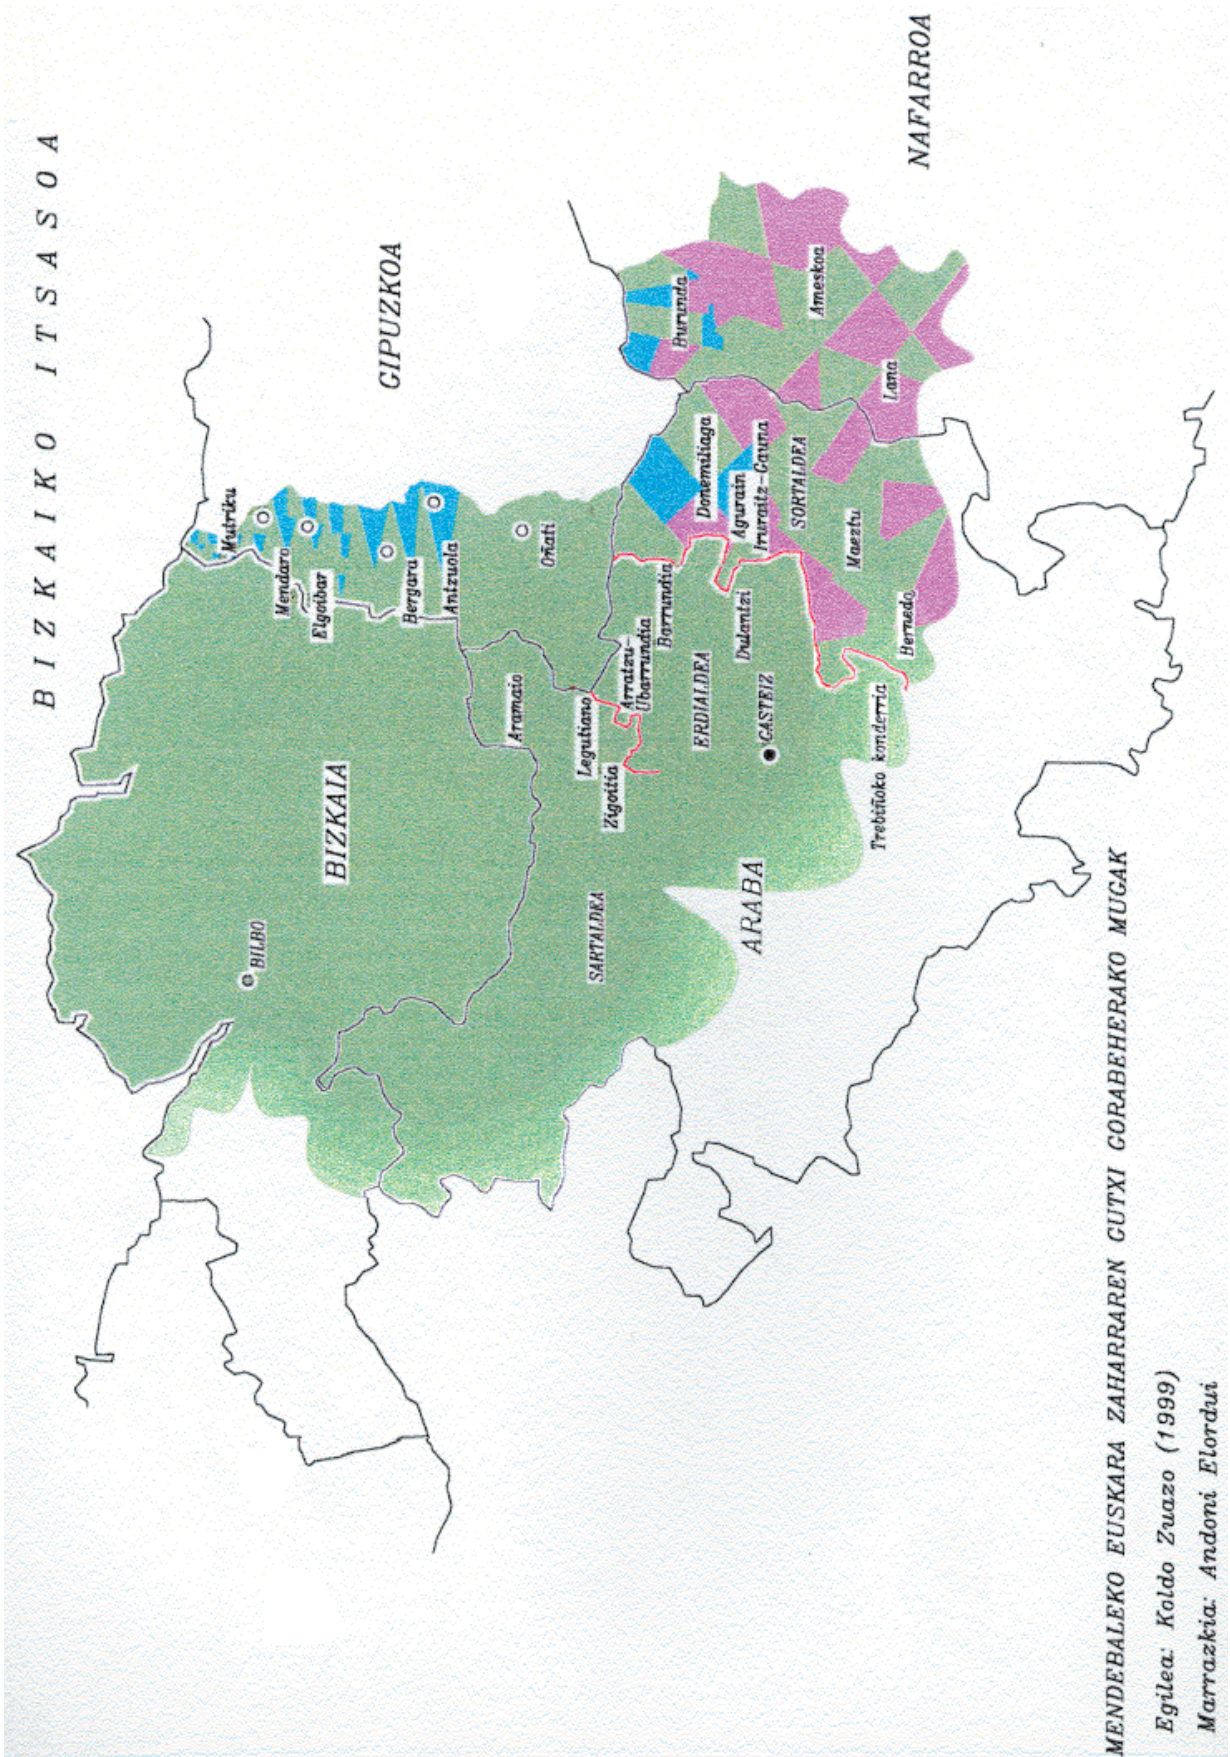 BIZKAIKO ITSASOA
GIPUZKOA
NAFARROA
Mutriku
Mendaro
Elgoibar
Bergara
Antzuola
Oñati
BIZKAIA
BILBO
Aramaio
Legutiano
Arratzu-
Ubarrundia
Zigoitia
Barrundia
ERDIALDEA
Dulantzi
GASTEIZ
SARTALDEA
ARABA
Trebiñoko konderria
Burunda
Ameskoa
Lana
Donemiliaga
Agurain
Iruraitz-Gauna
SORTALDEA
Maeztu
Bernedo
MENDEBALEKO EUSKARA ZAHARRAREN GUTXI GORABEHERAKO MUGAK
Egilea: Koldo Zuazo (1999)
Marrazkia: Andoni Elordui